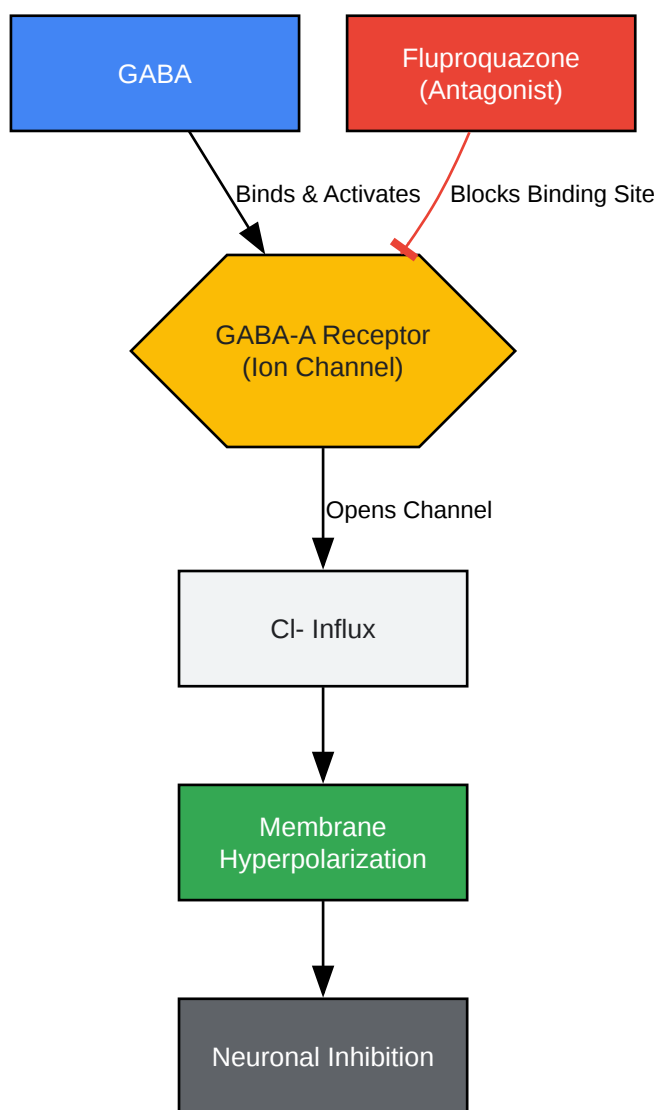 GABA
Fluproquazone
(Antagonist)
Binds & Activates
Blocks Binding Site
GABA-A Receptor
(Ion Channel)
Opens Channel
Cl- Influx
Membrane
Hyperpolarization
Neuronal Inhibition